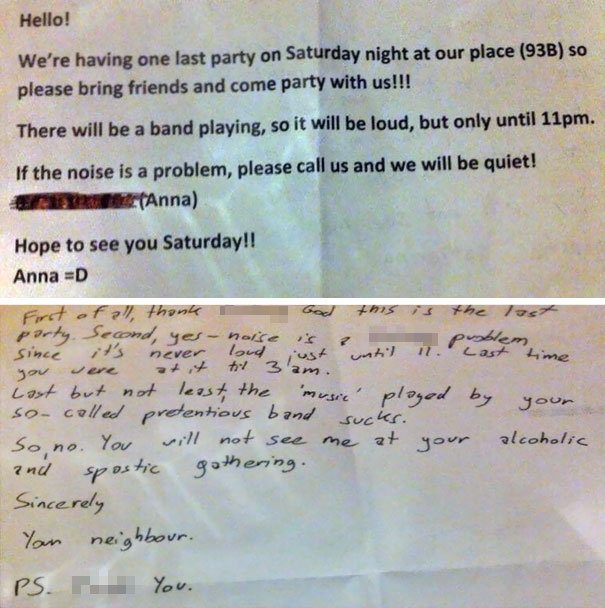 Hello!
We're having one last party on Saturday night at our place (93B) so
please bring friends and come party with us!!!
There will be a band playing, so it will be loud, but only until 11pm.
If the noise is a problem, please call us and we will be quiet!
(Anna)
Hope to see you Saturday!!
Anna =D
First of all, thank God this is the last
party. Second, yes - noise is a problem
since it's never loud just until 11. Last time
you were at it til 3 am.
Last but not least, the 'music' played by your
so-called pretentious band sucks.
So, no. You will not see me at your alcoholic
and spastic gathering.
Sincerely
Your neighbour.
PS. You.